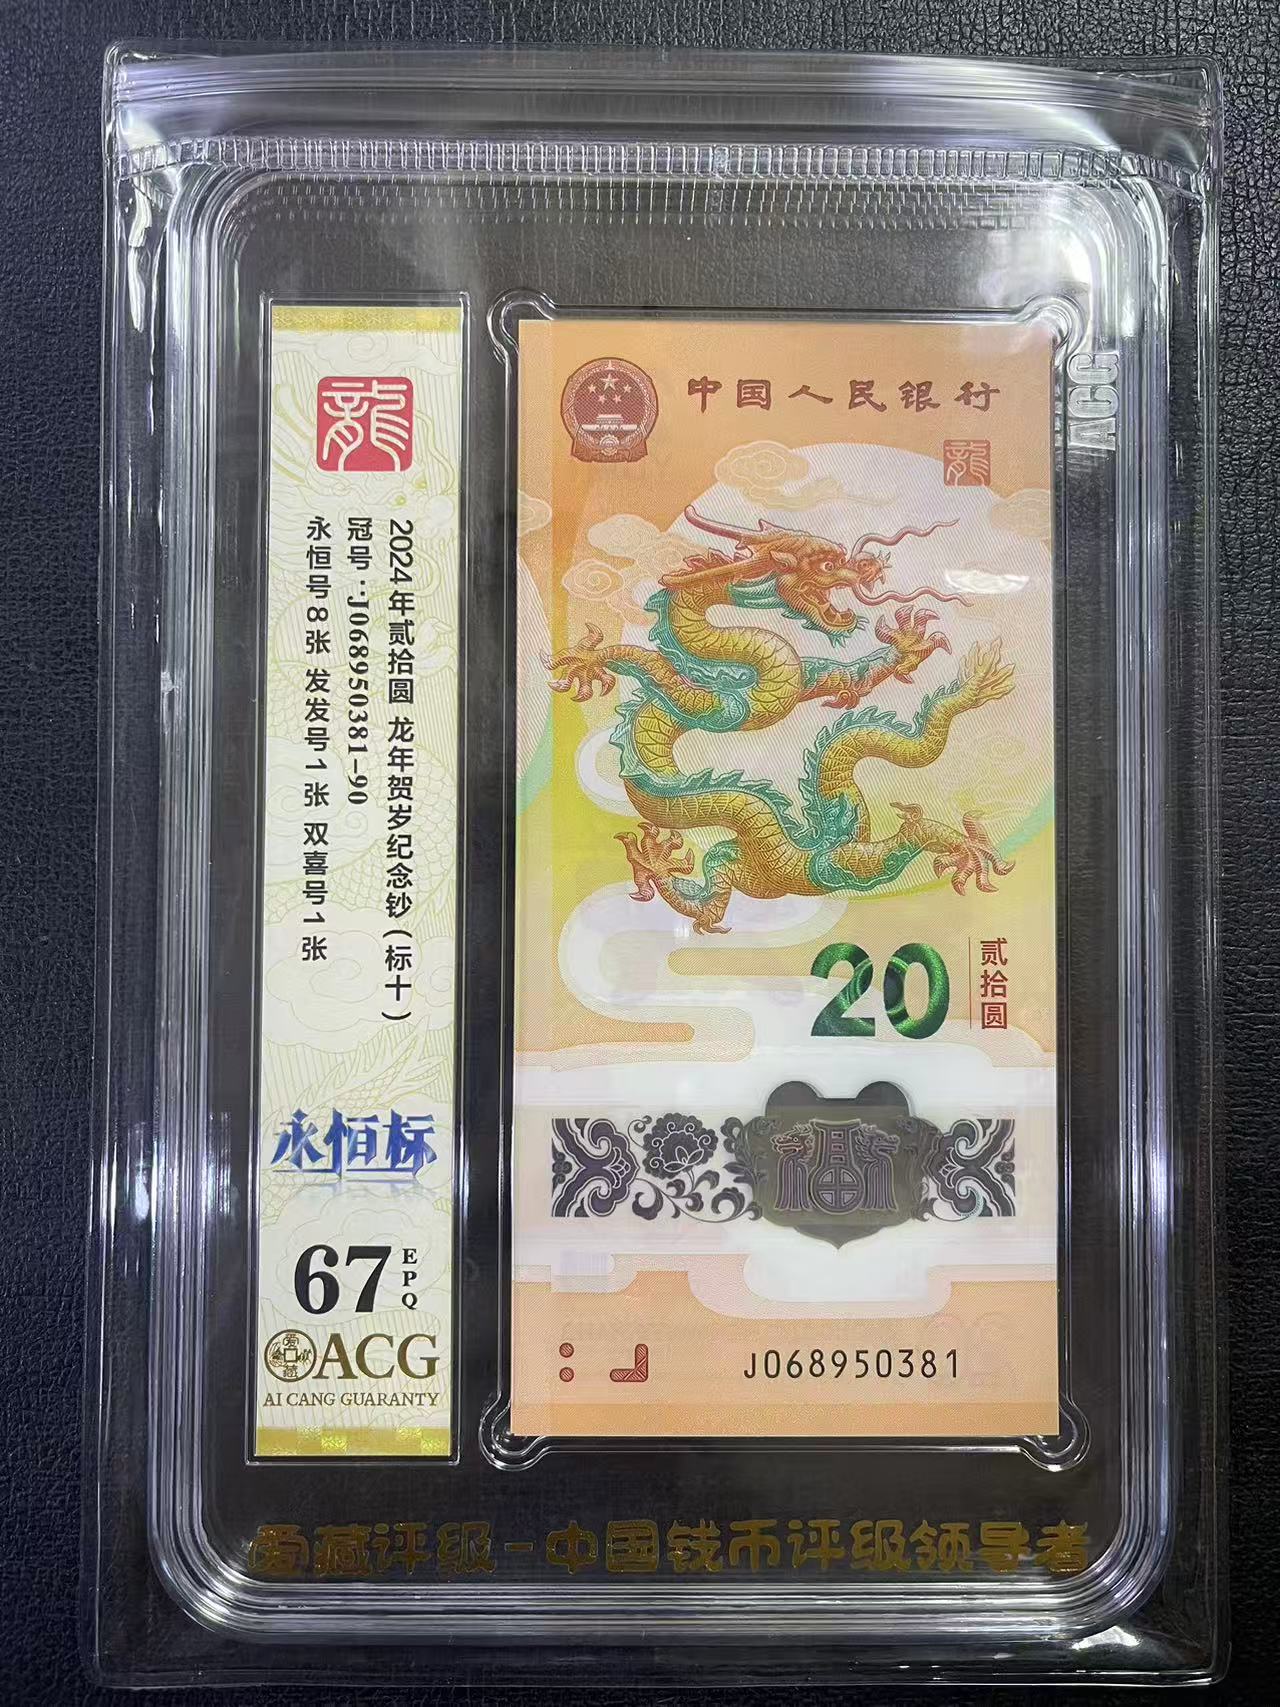 龍
2024年贰拾圆 龙年贺岁纪念钞(标十)
冠号:J068950381-90
永恒号8张 发发号1张 双喜号1张
永恒标
67 EPQ
ACG
AI CANG GUARANTY
中国人民银行
龍
20 贰拾圆
J068950381
ACG
爱藏评级-中国钱币评级领导者